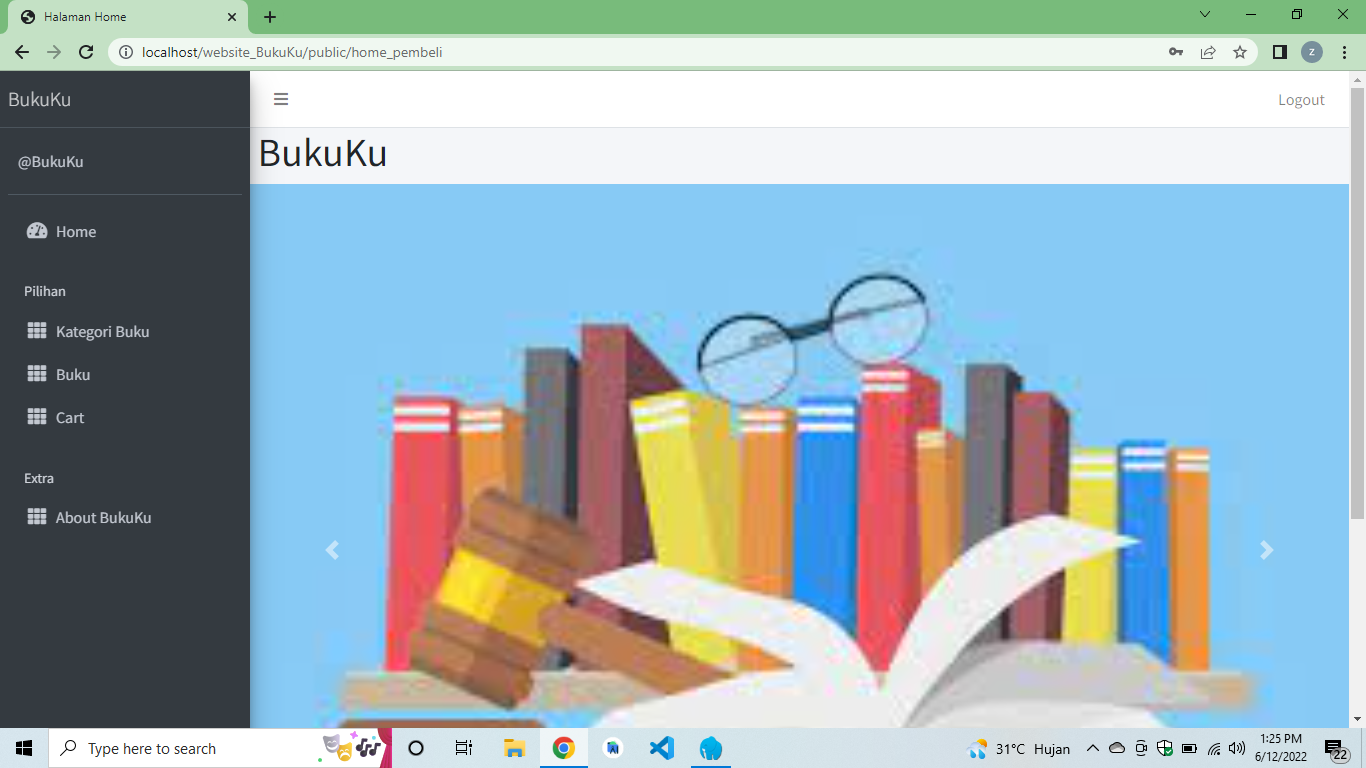 Halaman Home
localhost/website_BukuKu/public/home_pembeli
Z
BukuKu
Logout
@BukuKu
BukuKu
Home
Pilihan
Kategori Buku
Buku
Cart
Extra
About BukuKu
Type here to search
31°C Hujan
1:25 PM
6/12/2022
22